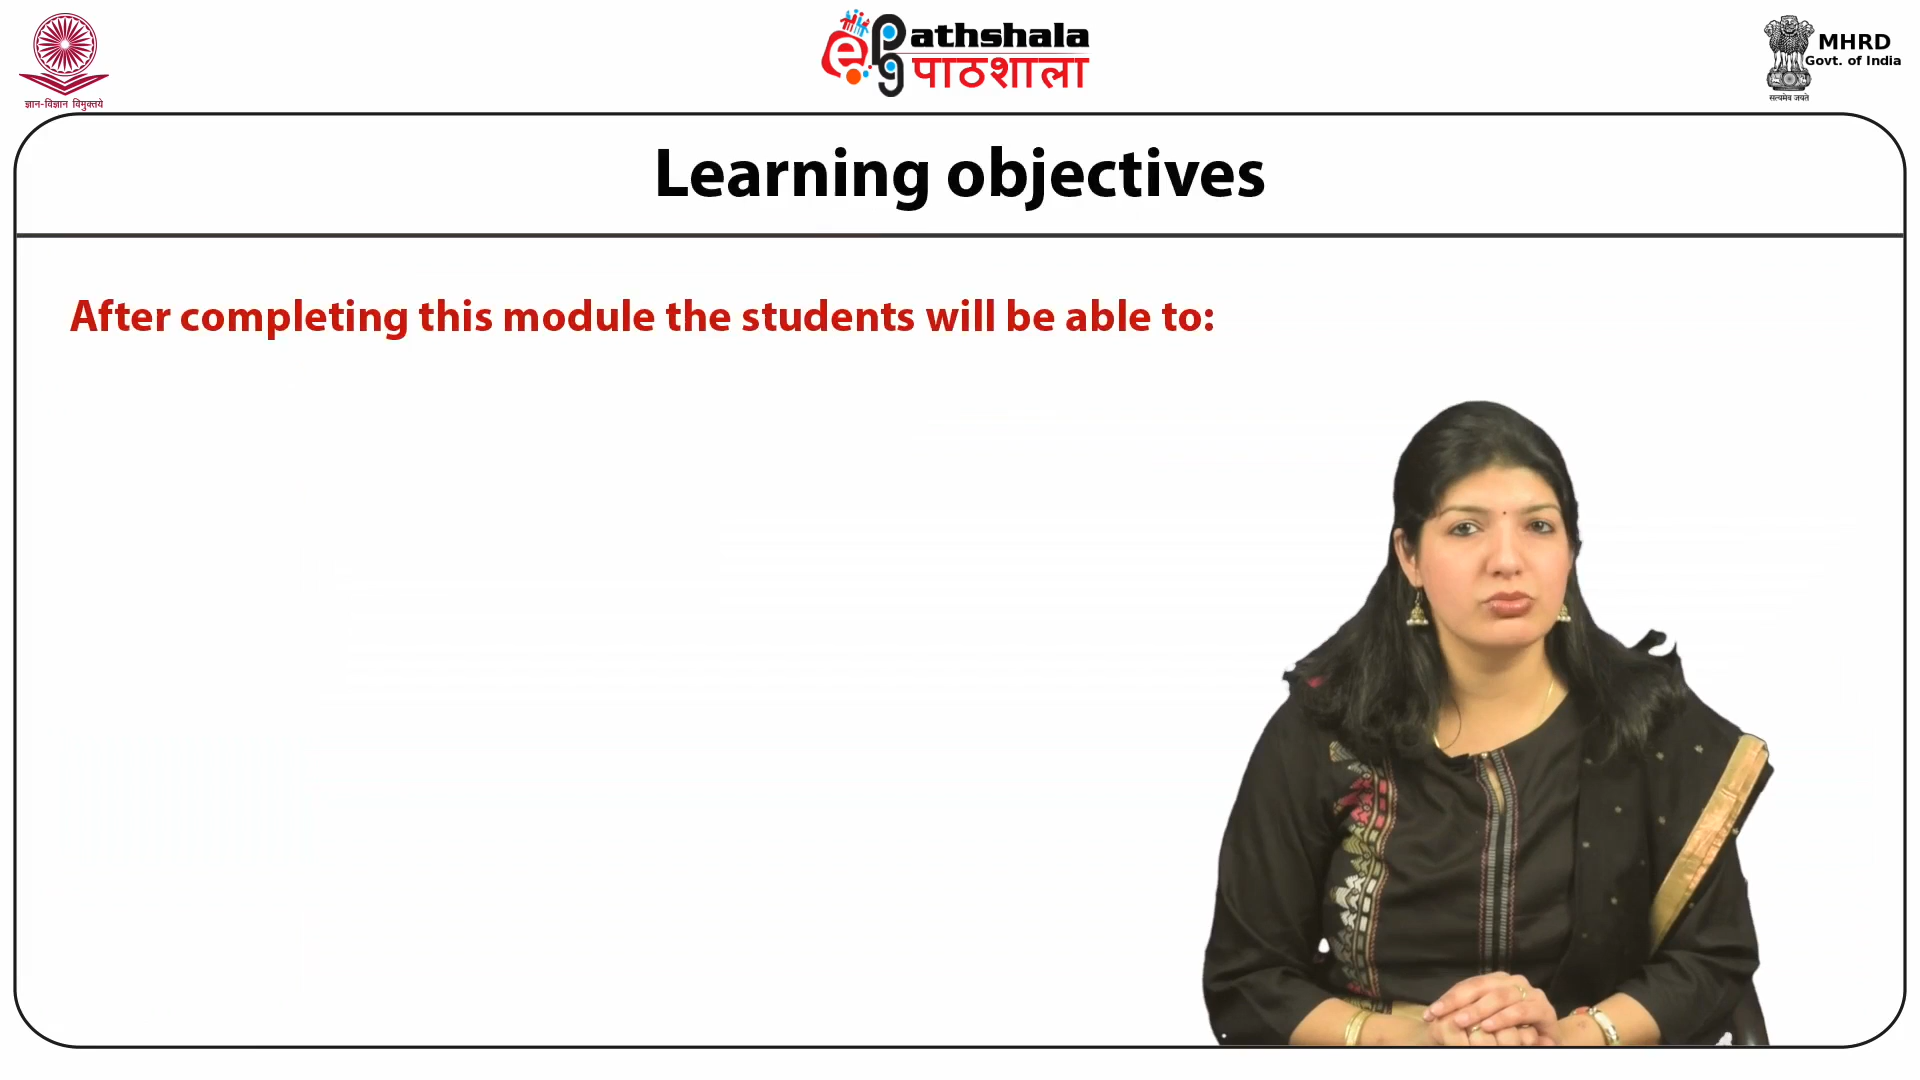 ज्ञान-विज्ञान विमुक्तये
ePathshala
पाठशाला
सत्यमेव जयते
MHRD
Govt. of India
Learning objectives
After completing this module the students will be able to: